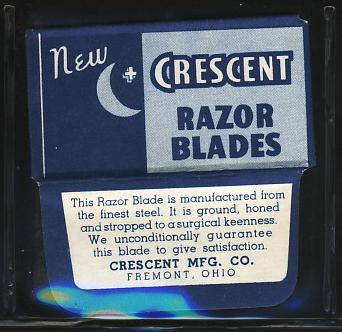 New
CRESCENT
RAZOR
BLADES
This Razor Blade is manufactured from
the finest steel. It is ground, honed
and stropped to a surgical keenness.
We unconditionally guarantee
this blade to give satisfaction.
CRESCENT MFG. CO.
FREMONT, OHIO